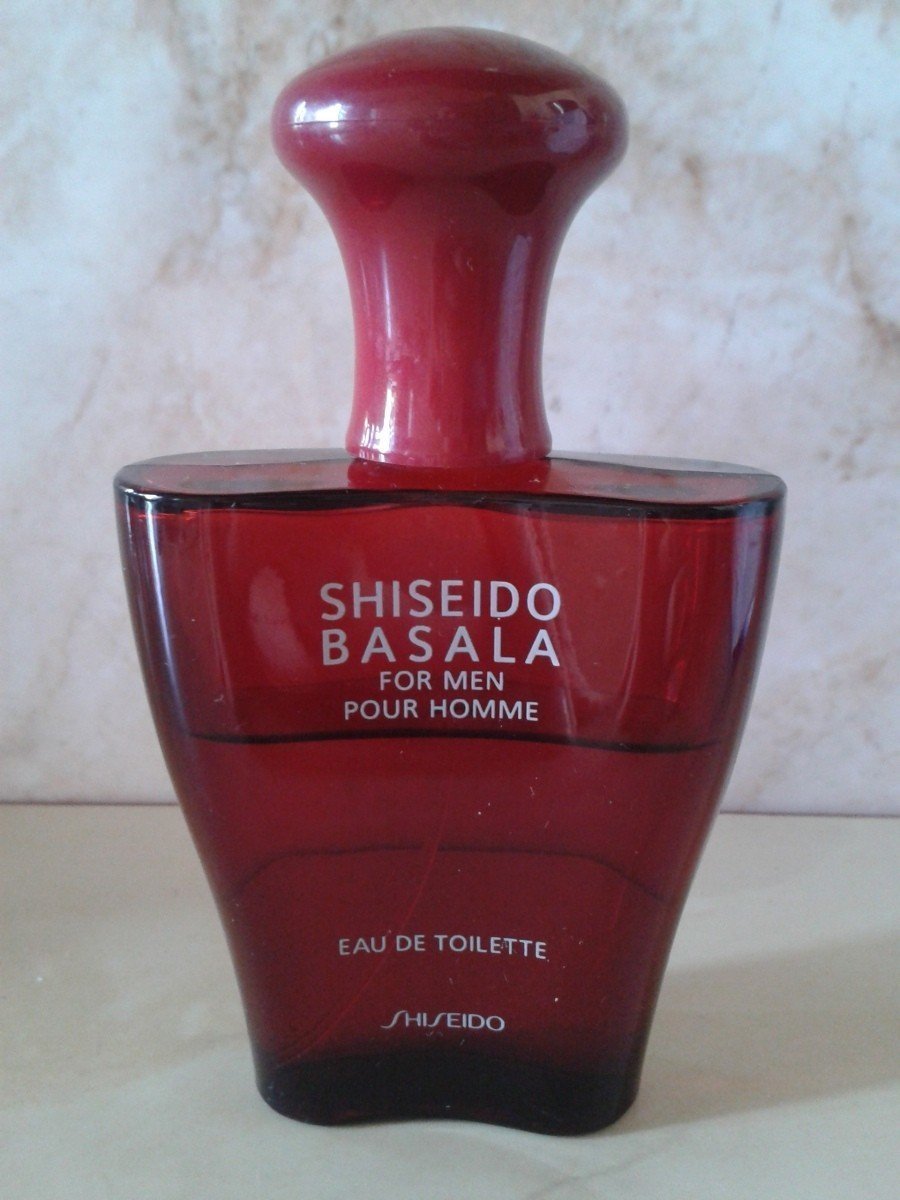 SHISEIDO
BASALA
FOR MEN
POUR HOMME
EAU DE TOILETTE
SHISEIDO